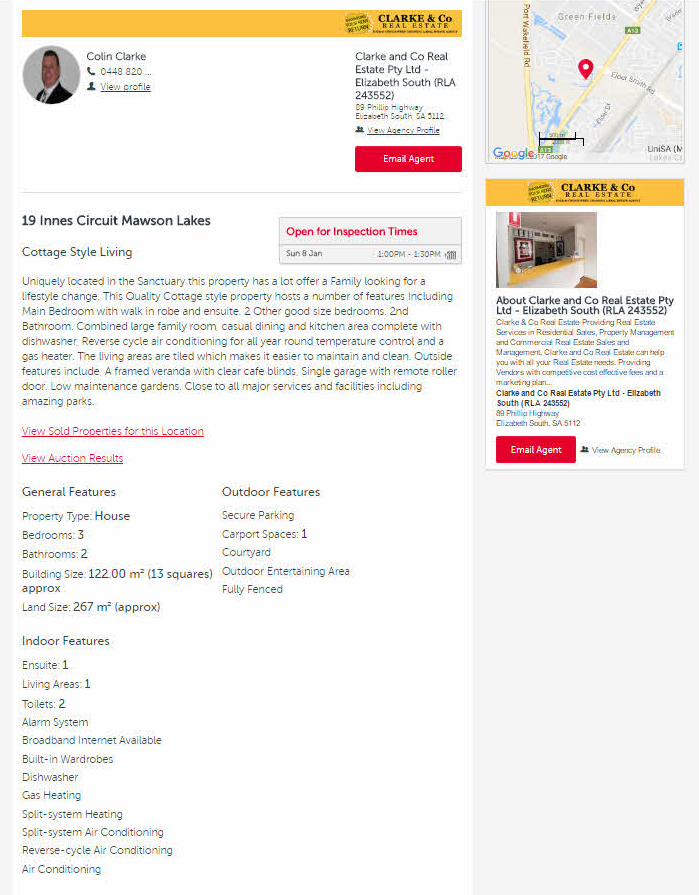 CLARKE & Co
REAL ESTATE
Colin Clarke
0448 820 ...
View profile
Clarke and Co Real
Estate Pty Ltd -
Elizabeth South (RLA
243552)
89 Phillip Highway
Elizabeth South, SA 5112
View Agency Profile
Email Agent
19 Innes Circuit Mawson Lakes
Open for Inspection Times
Sun 8 Jan
1:00PM - 1:30PM
Cottage Style Living
Uniquely located in the Sanctuary this property has a lot offer a Family looking for a
lifestyle change. This Quality Cottage style property hosts a number of features Including
Main Bedroom with walk in robe and ensuite. 2 Other good size bedrooms. 2nd
Bathroom. Combined large family room, casual dining and kitchen area complete with
dishwasher, Reverse cycle air conditioning for all year round temperature control and a
gas heater. The living areas are tiled which makes it easier to maintain and clean. Outside
features include, A framed veranda with clear cafe blinds, Single garage with remote roller
door. Low maintenance gardens. Close to all major services and facilities including
amazing parks.
View Sold Properties for this Location
View Auction Results
General Features
Property Type: House
Bedrooms: 3
Bathrooms: 2
Building Size: 122.00 m² (13 squares)
approx
Land Size: 267 m² (approx)
Outdoor Features
Secure Parking
Carport Spaces: 1
Courtyard
Outdoor Entertaining Area
Fully Fenced
Indoor Features
Ensuite: 1
Living Areas: 1
Toilets: 2
Alarm System
Broadband Internet Available
Built-in Wardrobes
Dishwasher
Gas Heating
Split-system Heating
Split-system Air Conditioning
Reverse-cycle Air Conditioning
Air Conditioning
Port Wakefield Rd
Green Fields
A13
Elder Smith Rd
A13
UniSA (M
Google
2017 Google
CLARKE & Co
REAL ESTATE
About Clarke and Co Real Estate Pty
Ltd - Elizabeth South (RLA 243552)
Clarke & Co Real Estate-Providing Real Estate
Services in Residential Sales, Property Management
and Commercial Real Estate Sales and
Management, Clarke and Co Real Estate can help
you with all your Real Estate needs. Providing
Vendors with competitive cost effective fees and a
marketing plan...
Clarke and Co Real Estate Pty Ltd - Elizabeth
South (RLA 243552)
89 Phillip Highway
Elizabeth South, SA 5112
Email Agent
View Agency Profile